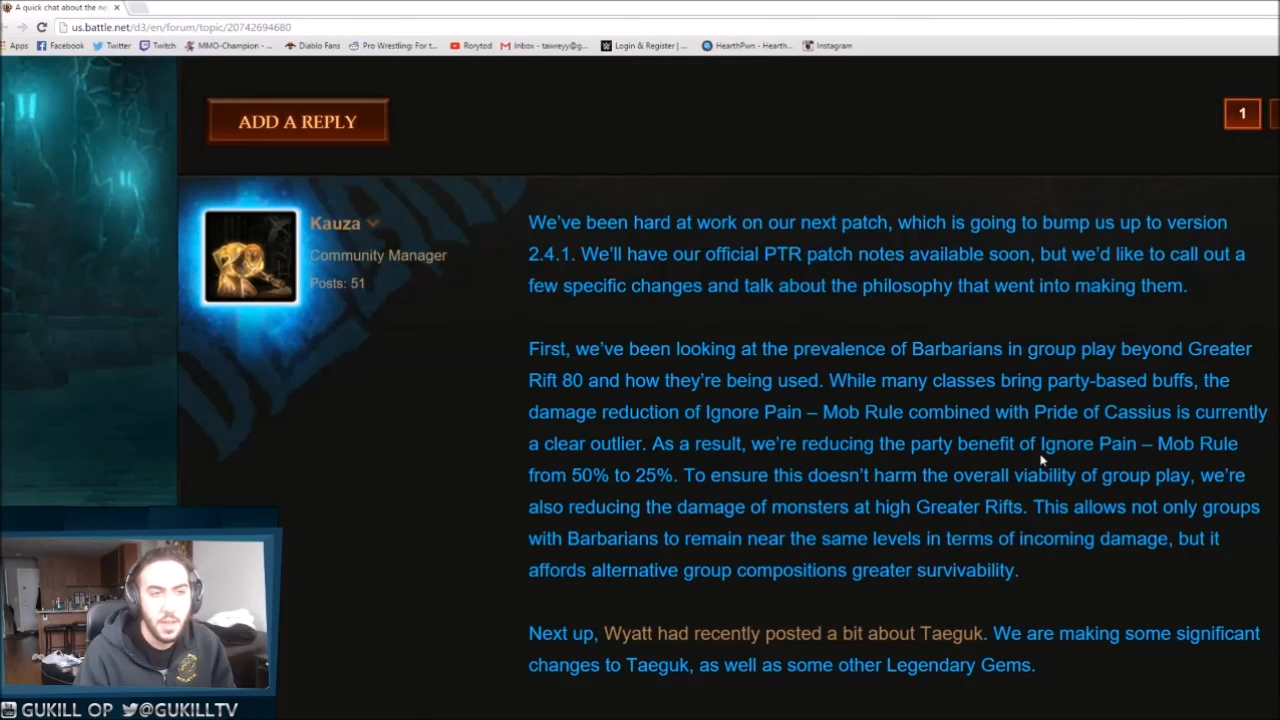 A quick chat about the ne
us.battle.net/d3/en/forum/topic/20742694680
Apps Facebook Twitter Twitch MMO-Champion - ... Diablo Fans Pro Wrestling: For t... Rorytod Inbox - tawreyy@g... Login & Register | ... HearthPwn - Hearth... Instagram
ADD A REPLY
1
Kauza
Community Manager
Posts: 51
We’ve been hard at work on our next patch, which is going to bump us up to version
2.4.1. We’ll have our official PTR patch notes available soon, but we’d like to call out a
few specific changes and talk about the philosophy that went into making them.
First, we’ve been looking at the prevalence of Barbarians in group play beyond Greater
Rift 80 and how they’re being used. While many classes bring party-based buffs, the
damage reduction of Ignore Pain – Mob Rule combined with Pride of Cassius is currently
a clear outlier. As a result, we’re reducing the party benefit of Ignore Pain – Mob Rule
from 50% to 25%. To ensure this doesn’t harm the overall viability of group play, we’re
also reducing the damage of monsters at high Greater Rifts. This allows not only groups
with Barbarians to remain near the same levels in terms of incoming damage, but it
affords alternative group compositions greater survivability.
Next up, Wyatt had recently posted a bit about Taeguk. We are making some significant
changes to Taeguk, as well as some other Legendary Gems.
GUKILL OP @GUKILLTV